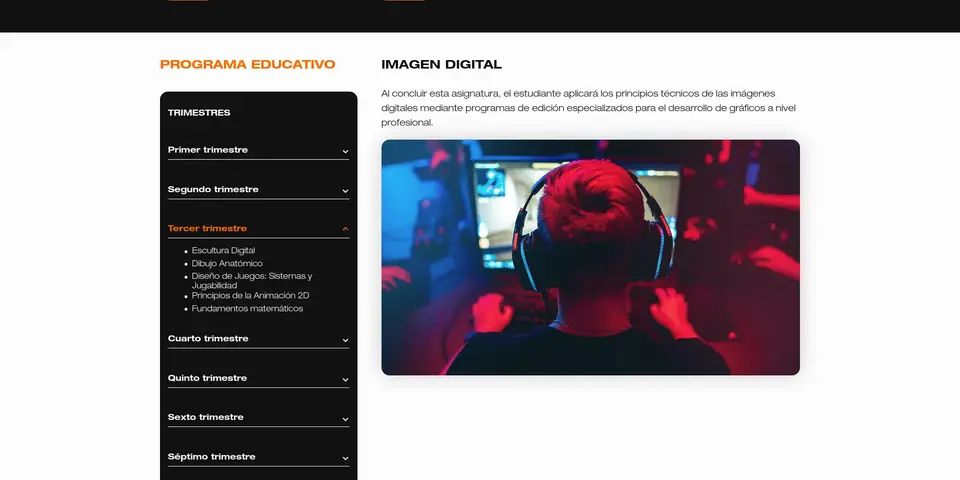 PROGRAMA EDUCATIVO
TRIMESTRES
Primer trimestre
Segundo trimestre
Tercer trimestre
Escultura Digital
Dibujo Anatómico
Diseño de Juegos: Sistemas y
Jugabilidad
Principios de la Animación 2D
Fundamentos matemáticos
Cuarto trimestre
Quinto trimestre
Sexto trimestre
Séptimo trimestre
IMAGEN DIGITAL
Al concluir esta asignatura, el estudiante aplicará los principios técnicos de las imágenes
digitales mediante programas de edición especializados para el desarrollo de gráficos a nivel
profesional.